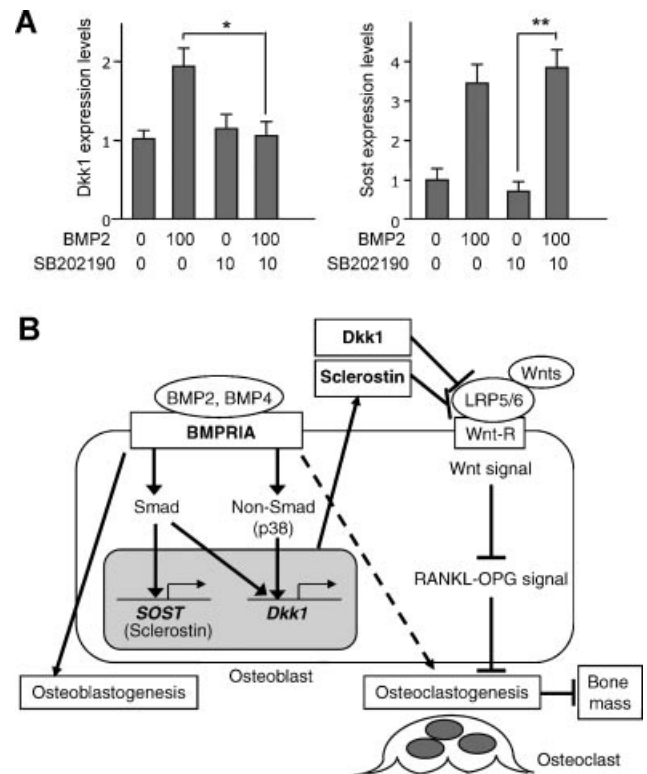 A
Dkk1 expression levels
2
1
0
*
BMP2 0 100 0 100
SB202190 0 0 10 10
Sost expression levels
4
3
2
1
0
**
0 100 0 100
0 0 10 10
B
Dkk1
Sclerostin
Wnts
BMP2, BMP4
LRP5/6
BMPRIA
Wnt-R
Wnt signal
Smad
Non-Smad
(p38)
RANKL-OPG signal
SOST
(Sclerostin)
Dkk1
Osteoblast
Osteoblastogenesis
Osteoclastogenesis
Bone
mass
Osteoclast